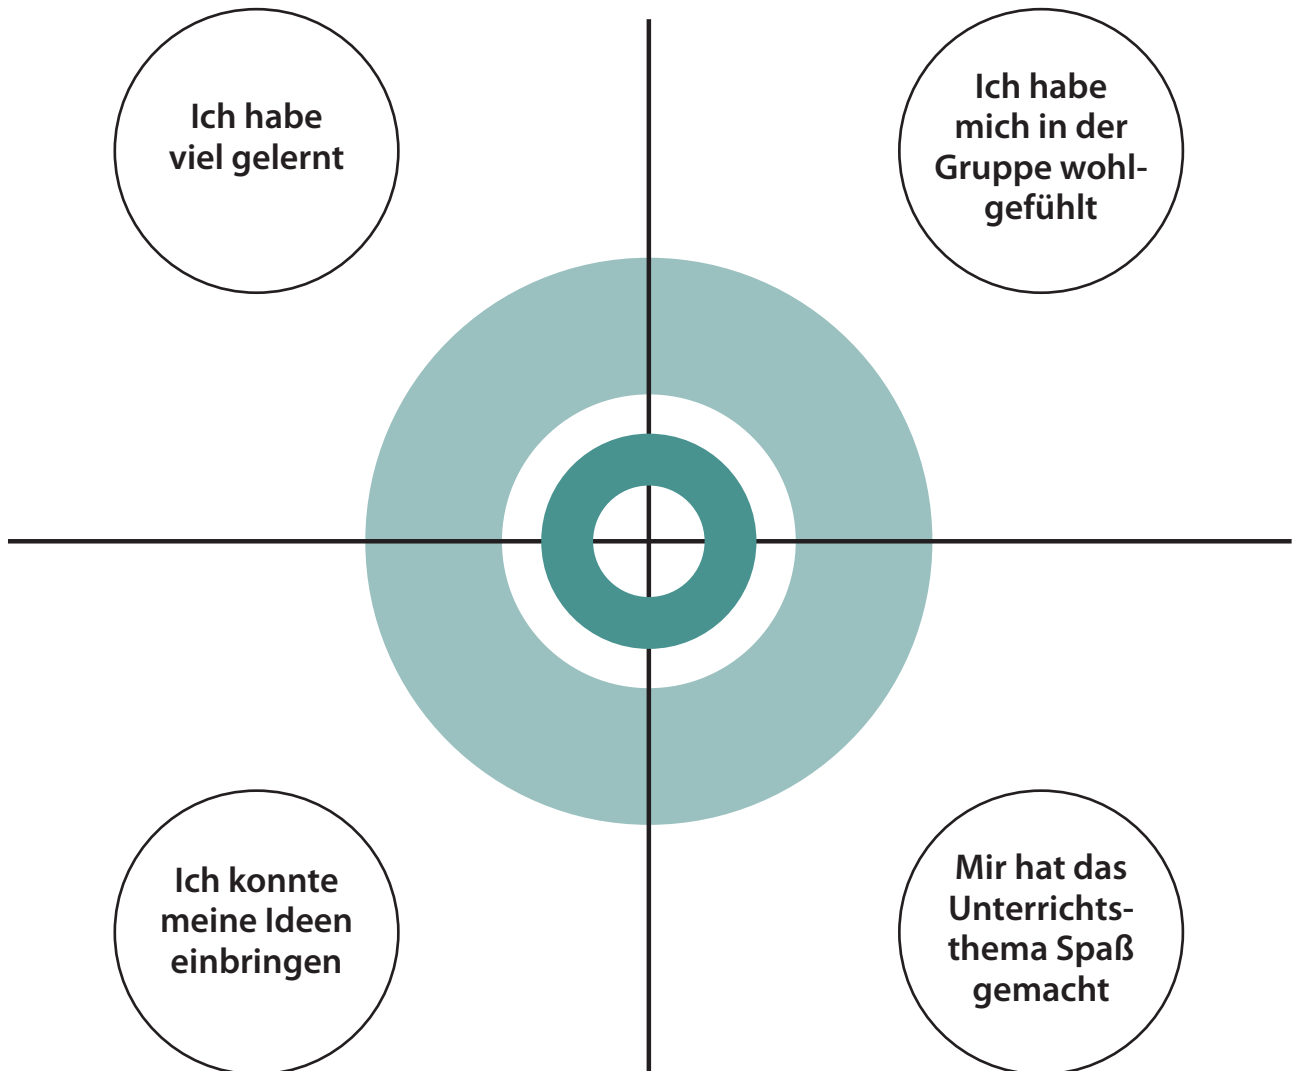 Ich habe
viel gelernt
Ich habe
mich in der
Gruppe wohl-
gefühlt
Ich konnte
meine Ideen
einbringen
Mir hat das
Unterrichts-
thema Spaß
gemacht